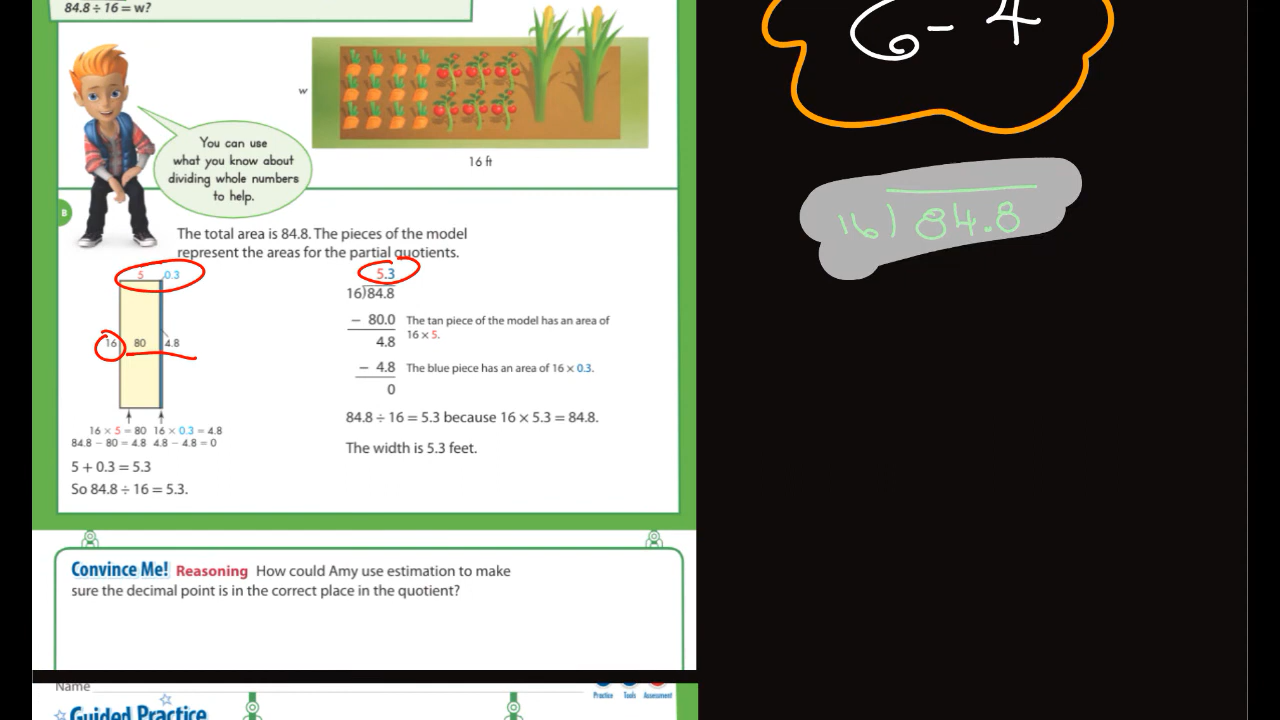 84.8 ÷ 16 = w?
w
16 ft
You can use
what you know about
dividing whole numbers
to help.
B
The total area is 84.8. The pieces of the model
represent the areas for the partial quotients.
5 0.3
16 80 4.8
16 × 5 = 80 16 × 0.3 = 4.8
84.8 − 80 = 4.8 4.8 − 4.8 = 0
5 + 0.3 = 5.3
So 84.8 ÷ 16 = 5.3.
5.3
16)84.8
− 80.0 The tan piece of the model has an area of
16 × 5.
4.8
− 4.8 The blue piece has an area of 16 × 0.3.
0
84.8 ÷ 16 = 5.3 because 16 × 5.3 = 84.8.
The width is 5.3 feet.
Convince Me! Reasoning How could Amy use estimation to make
sure the decimal point is in the correct place in the quotient?
Name
Practice Tools Assessment
Guided Practice
6-4
16)84.8